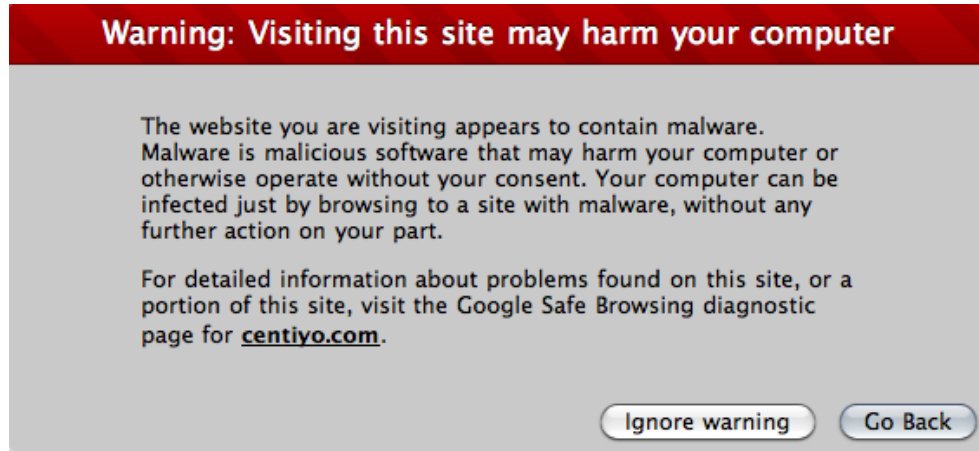 Warning: Visiting this site may harm your computer
The website you are visiting appears to contain malware.
Malware is malicious software that may harm your computer or
otherwise operate without your consent. Your computer can be
infected just by browsing to a site with malware, without any
further action on your part.
For detailed information about problems found on this site, or a
portion of this site, visit the Google Safe Browsing diagnostic
page for centiyo.com.
Ignore warning
Go Back